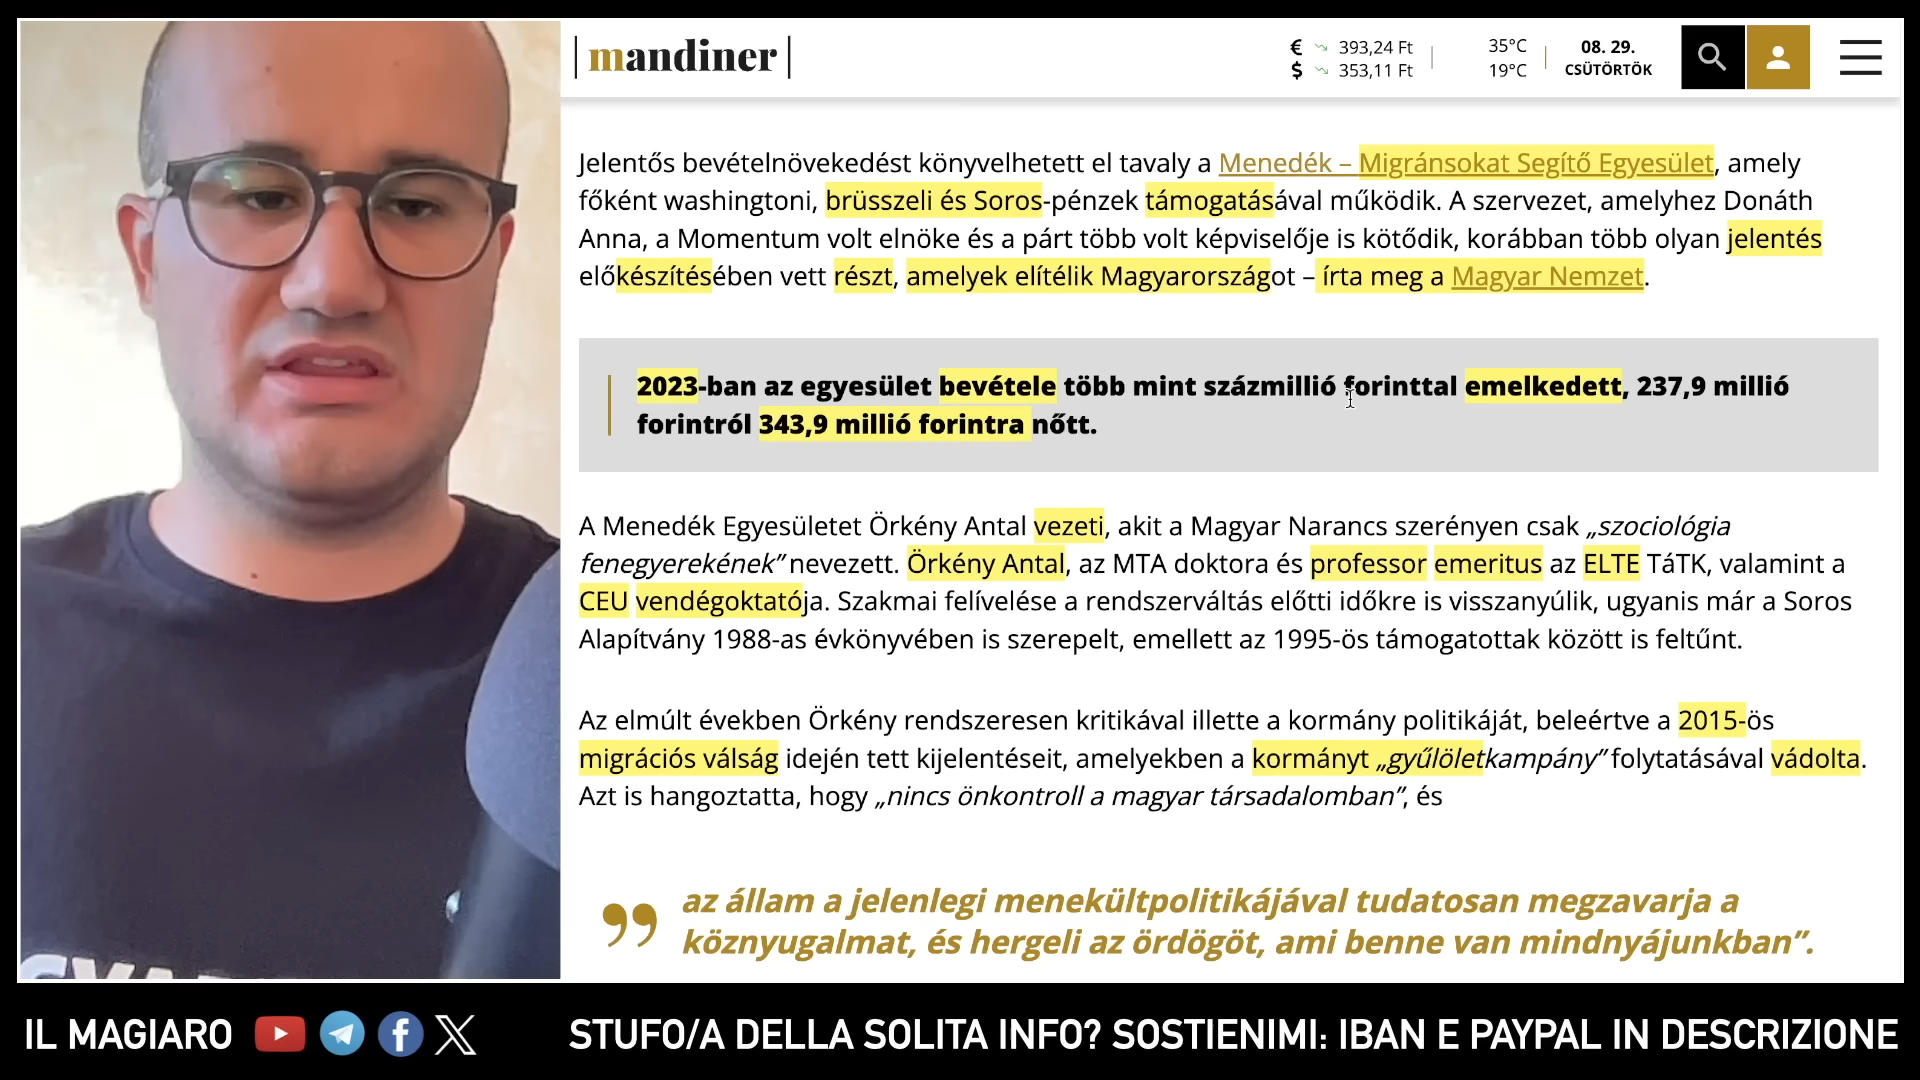 mandiner
€ 393,24 Ft
$ 353,11 Ft
35°C
19°C
08. 29.
CSÜTÖRTÖK
Jelentős bevételnövekedést könyvelhetett el tavaly a Menedék – Migránsokat Segítő Egyesület, amely
főként washingtoni, brüsszeli és Soros-pénzek támogatásával működik. A szervezet, amelyhez Donáth
Anna, a Momentum volt elnöke és a párt több volt képviselője is kötődik, korábban több olyan jelentés
előkészítésében vett részt, amelyek elítélik Magyarországot – írta meg a Magyar Nemzet.
2023-ban az egyesület bevétele több mint százmillió forinttal emelkedett, 237,9 millió
forintról 343,9 millió forintra nőtt.
A Menedék Egyesületet Örkény Antal vezeti, akit a Magyar Narancs szerényen csak „szociológia
fenegyerekének” nevezett. Örkény Antal, az MTA doktora és professor emeritus az ELTE TáTK, valamint a
CEU vendégoktatója. Szakmai felívelése a rendszerváltás előtti időkre is visszanyúlik, ugyanis már a Soros
Alapítvány 1988-as évkönyvében is szerepelt, emellett az 1995-ös támogatottak között is feltűnt.
Az elmúlt években Örkény rendszeresen kritikával illette a kormány politikáját, beleértve a 2015-ös
migrációs válság idején tett kijelentéseit, amelyekben a kormányt „gyűlöletkampány” folytatásával vádolta.
Azt is hangoztatta, hogy „nincs önkontroll a magyar társadalomban”, és
az állam a jelenlegi menekültpolitikájával tudatosan megzavarja a
köznyugalmat, és hergeli az ördögöt, ami benne van mindnyájunkban”.
IL MAGIARO
STUFO/A DELLA SOLITA INFO? SOSTIENIMI: IBAN E PAYPAL IN DESCRIZIONE